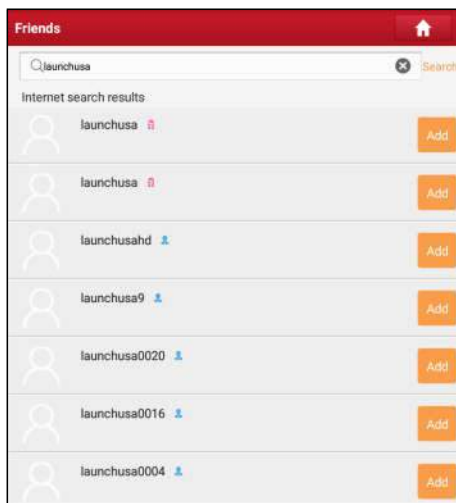 Friends
launchusa
Search
Internet search results
launchusa
Add
launchusa
Add
launchusahd
Add
launchusa9
Add
launchusa0020
Add
launchusa0016
Add
launchusa0004
Add